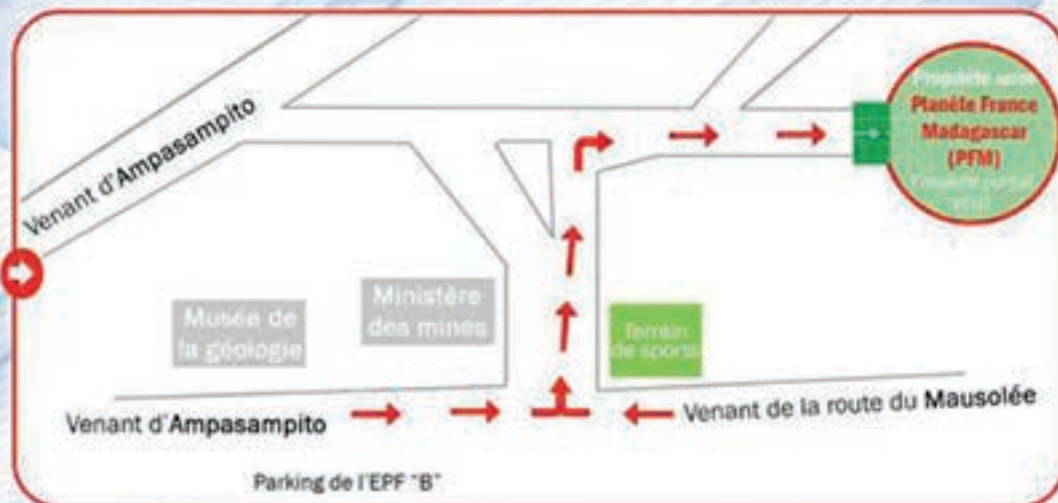 Venant d'Ampasampito
Planète France
Madagascar
(PFM)
Musée de
la géologie
Ministère
des mines
Terrain
de sports
Venant d'Ampasampito
Venant de la route du Mausolée
Parking de l'EPF "B"